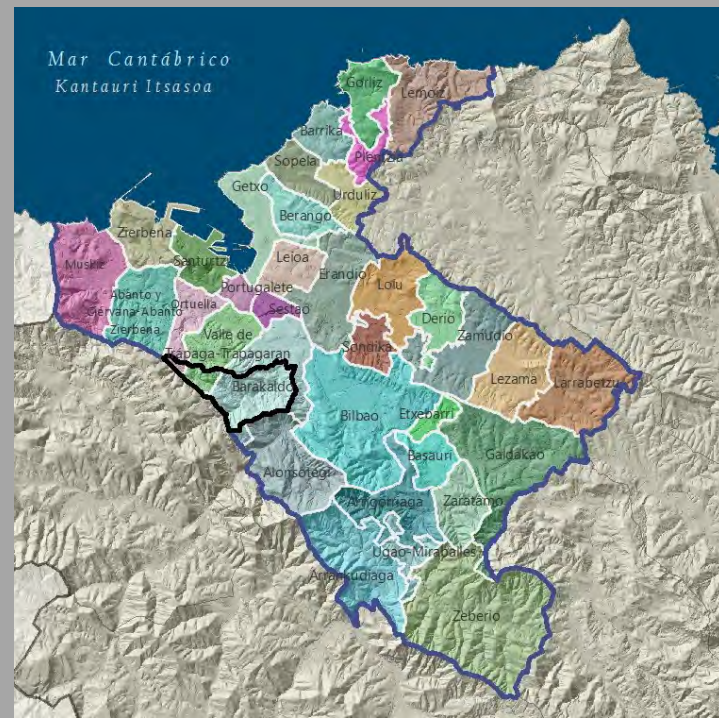 Mar Cantábrico
Kantauri Itsasoa
Gorliz
Lemoiz
Barrika
Plentzia
Sopela
Getxo
Urduliz
Berango
Zierbena
Santurtzi
Muskiz
Leioa
Erandio
Abanto y
Ciervana-Abanto
Zierbena
Ortuella
Portugalete
Sestao
Loiu
Derio
Zamudio
Valle de
Trápaga-Trapagaran
Sondika
Lezama
Larrabetzu
Barakaldo
Bilbao
Etxebarri
Basauri
Galdakao
Alonsotegi
Arrigorriaga
Zaratamo
Ugao-Miraballes
Arrankudiaga
Zeberio